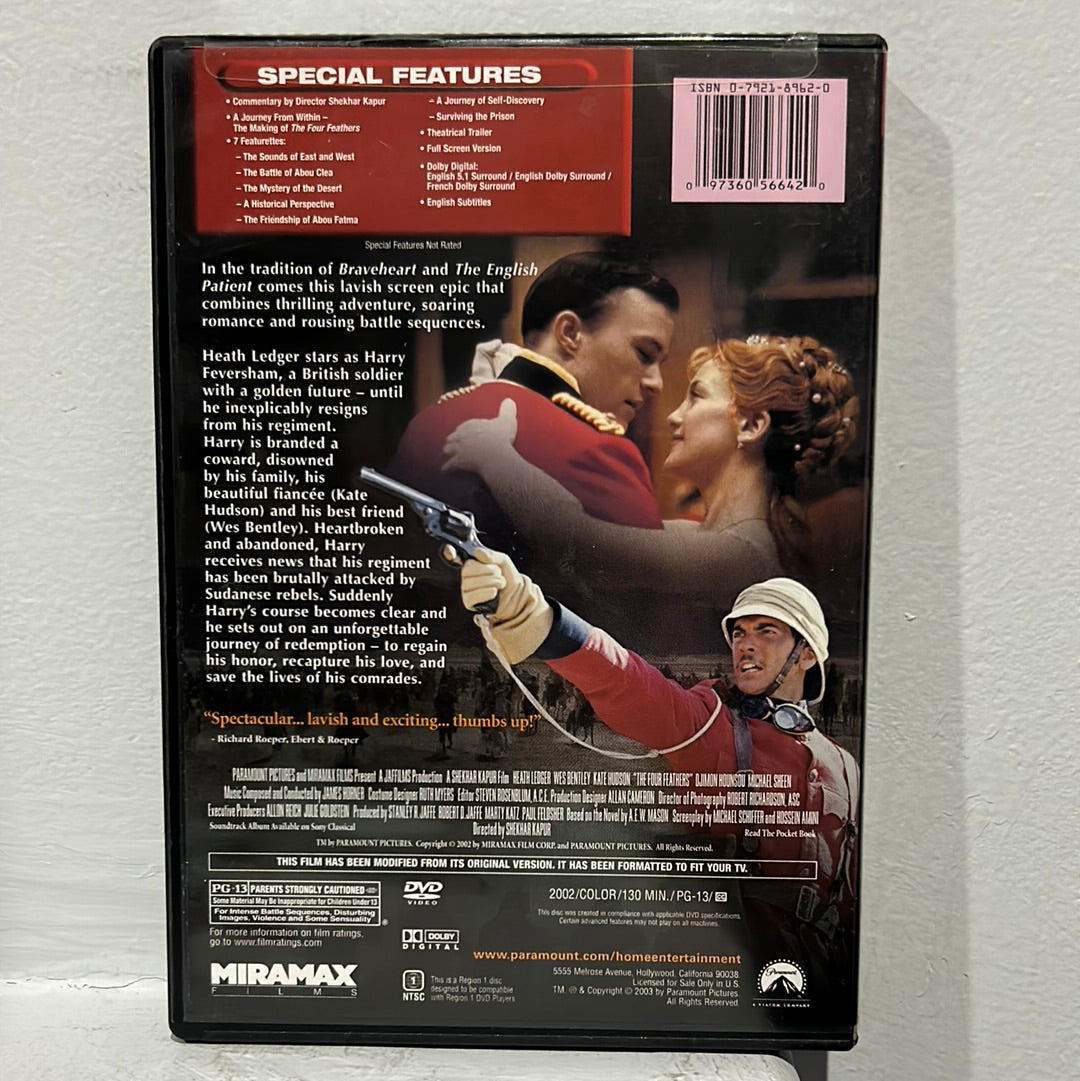 SPECIAL FEATURES
• Commentary by Director Shekhar Kapur
• A Journey From Within –
The Making of The Four Feathers
• 7 Featurettes:
– The Sounds of East and West
– The Battle of Abou Clea
– The Mystery of the Desert
– A Historical Perspective
– The Friendship of Abou Fatma
– A Journey of Self-Discovery
– Surviving the Prison
• Theatrical Trailer
• Full Screen Version
• Dolby Digital:
English 5.1 Surround / English Dolby Surround /
French Dolby Surround
• English Subtitles
ISBN 0-7921-8962-0
0 97360 56642 0
Special Features Not Rated
In the tradition of Braveheart and The English
Patient comes this lavish screen epic that
combines thrilling adventure, soaring
romance and rousing battle sequences.
Heath Ledger stars as Harry
Feversham, a British soldier
with a golden future – until
he inexplicably resigns
from his regiment.
Harry is branded a
coward, disowned
by his family, his
beautiful fiancée (Kate
Hudson) and his best friend
(Wes Bentley). Heartbroken
and abandoned, Harry
receives news that his regiment
has been brutally attacked by
Sudanese rebels. Suddenly
Harry's course becomes clear and
he sets out on an unforgettable
journey of redemption – to regain
his honor, recapture his love, and
save the lives of his comrades.
“Spectacular... lavish and exciting... thumbs up!”
- Richard Roeper, Ebert & Roeper
PARAMOUNT PICTURES and MIRAMAX FILMS Present A JAFFILMS Production A SHEKHAR KAPUR Film HEATH LEDGER WES BENTLEY KATE HUDSON "THE FOUR FEATHERS" DJIMON HOUNSOU MICHAEL SHEEN
Music Composed and Conducted by JAMES HORNER Costume Designer RUTH MYERS Editor STEVEN ROSENBLUM, A.C.E. Production Designer ALLAN CAMERON Director of Photography ROBERT RICHARDSON, ASC
Executive Producers ALLON REICH JULIE GOLDSTEIN Produced by STANLEY R. JAFFE ROBERT D. JAFFE MARTY KATZ PAUL FELDSHER Based on the Novel by A.E.W. MASON Screenplay by MICHAEL SCHIFFER and HOSSEIN AMINI
Soundtrack Album Available on Sony Classical
Directed by SHEKHAR KAPUR
Read The Pocket Book
TM by PARAMOUNT PICTURES. Copyright © 2002 by MIRAMAX FILM CORP. and PARAMOUNT PICTURES. All Rights Reserved.
THIS FILM HAS BEEN MODIFIED FROM ITS ORIGINAL VERSION. IT HAS BEEN FORMATTED TO FIT YOUR TV.
PG-13 PARENTS STRONGLY CAUTIONED
Some Material May Be Inappropriate for Children Under 13
For Intense Battle Sequences, Disturbing
Images, Violence and Some Sensuality
®
For more information on film ratings,
go to www.filmratings.com
DVD
VIDEO
DOLBY
DIGITAL
2002/COLOR/130 MIN./PG-13/ CC
This disc was created in compliance with applicable DVD specifications.
Certain advanced features may not play on all machines.
www.paramount.com/homeentertainment
MIRAMAX
FILMS
1
NTSC
This is a Region 1 disc
designed to be compatible
with Region 1 DVD Players
5555 Melrose Avenue, Hollywood, California 90038.
Licensed for Sale Only in U.S.
TM, ® & Copyright © 2003 by Paramount Pictures.
All Rights Reserved.
Paramount
A VIACOM COMPANY